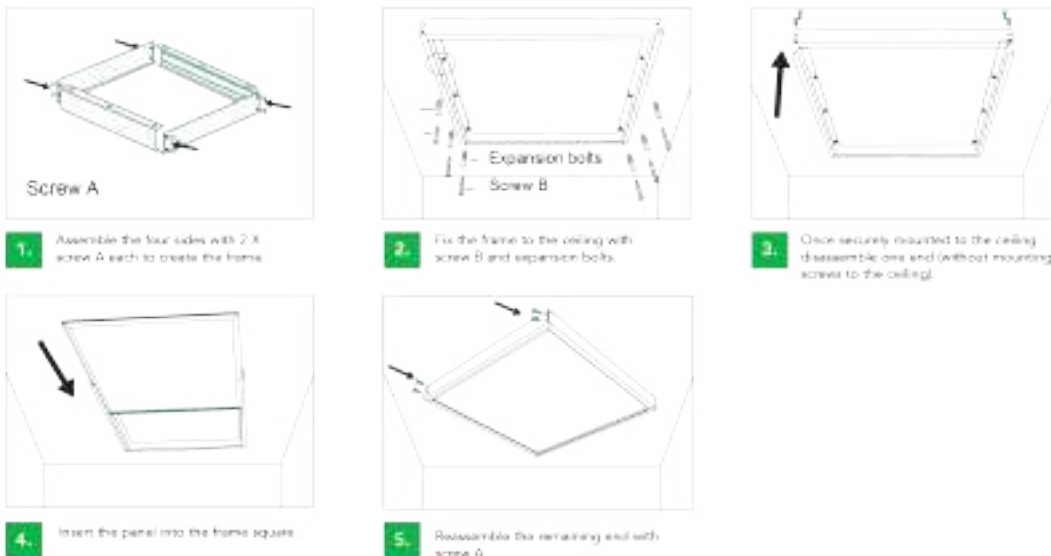 Screw A
1.
Assemble the four sides with 2 X
screw A each to create the frame
Expansion bolts
Screw B
2.
Fix the frame to the ceiling with
screw B and expansion bolts.
3.
Once securely mounted to the ceiling
disassemble one end (without mounting
screws to the ceiling).
4.
Insert the panel into the frame square.
5.
Reassemble the remaining end with
screw A